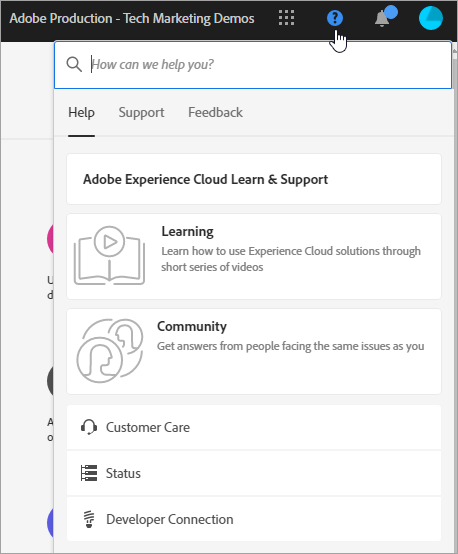 Adobe Production - Tech Marketing Demos
?
How can we help you?
Help Support Feedback
Adobe Experience Cloud Learn & Support
Learning
Learn how to use Experience Cloud solutions through
short series of videos
Community
Get answers from people facing the same issues as you
Customer Care
Status
Developer Connection